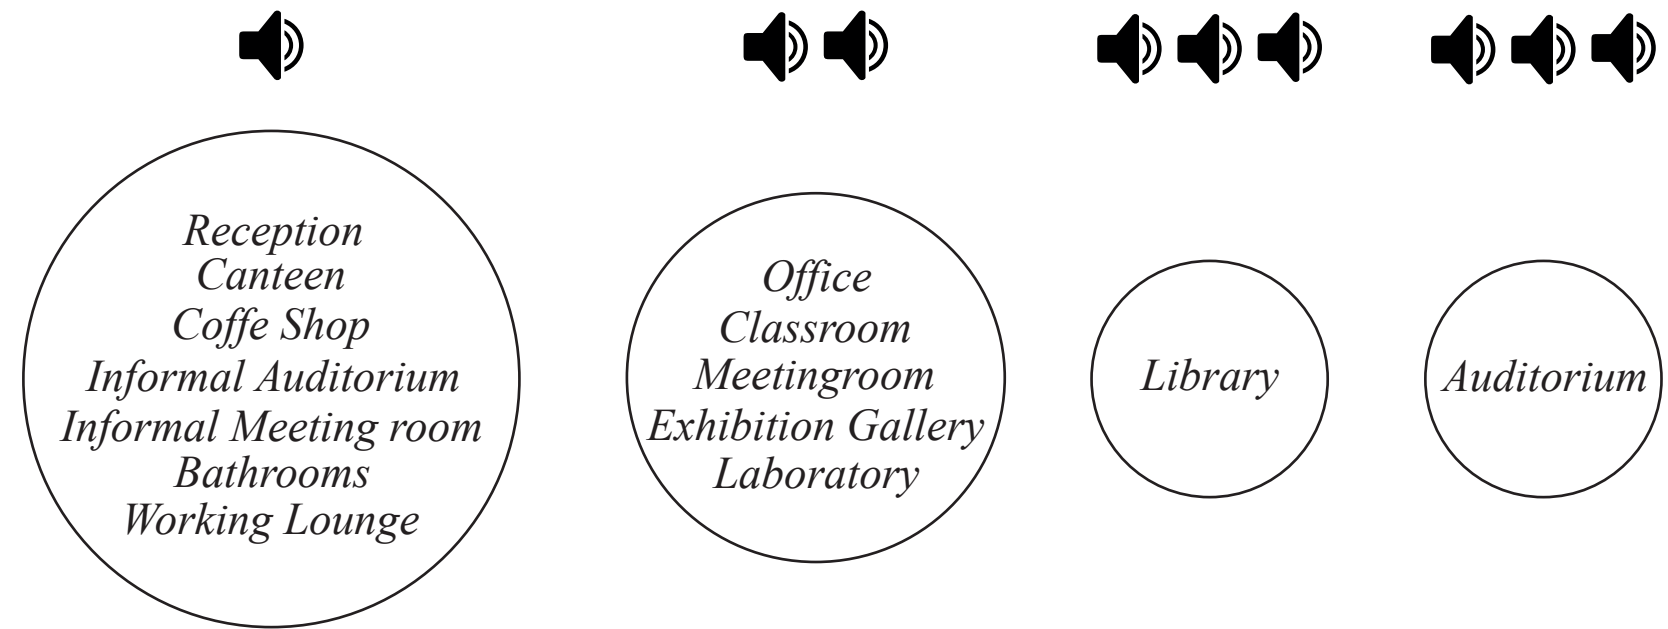 Reception
Canteen
Coffe Shop
Informal Auditorium
Informal Meeting room
Bathrooms
Working Lounge
Office
Classroom
Meetingroom
Exhibition Gallery
Laboratory
Library
Auditorium